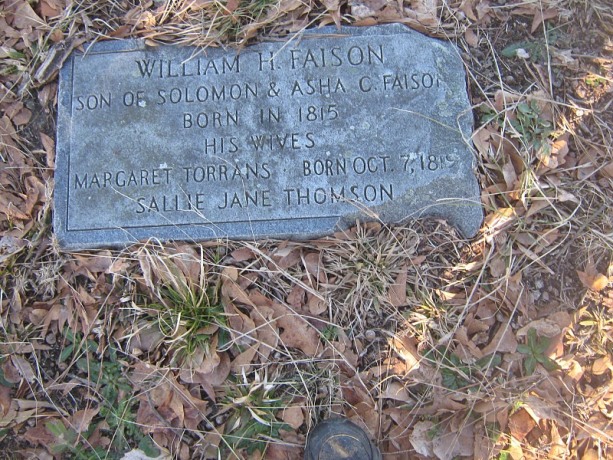 WILLIAM H. FAISON
SON OF SOLOMON & ASHA C. FAISON
BORN IN 1815
HIS WIVES
MARGARET TORRANS BORN OCT. 7, 181
SALLIE JANE THOMSON